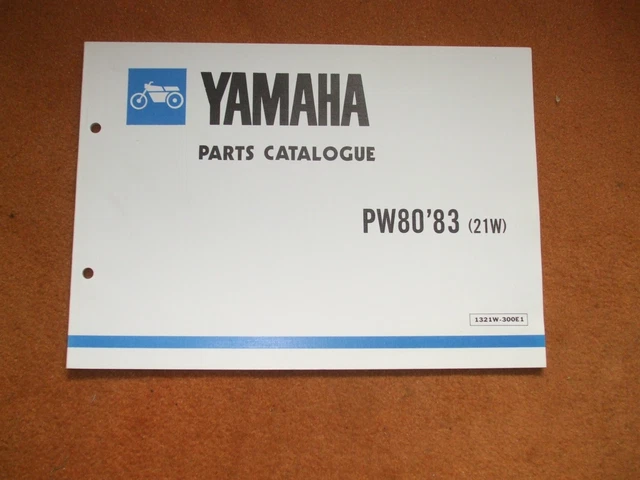 YAMAHA
PARTS CATALOGUE
PW80'83 (21W)
1321W-300E1